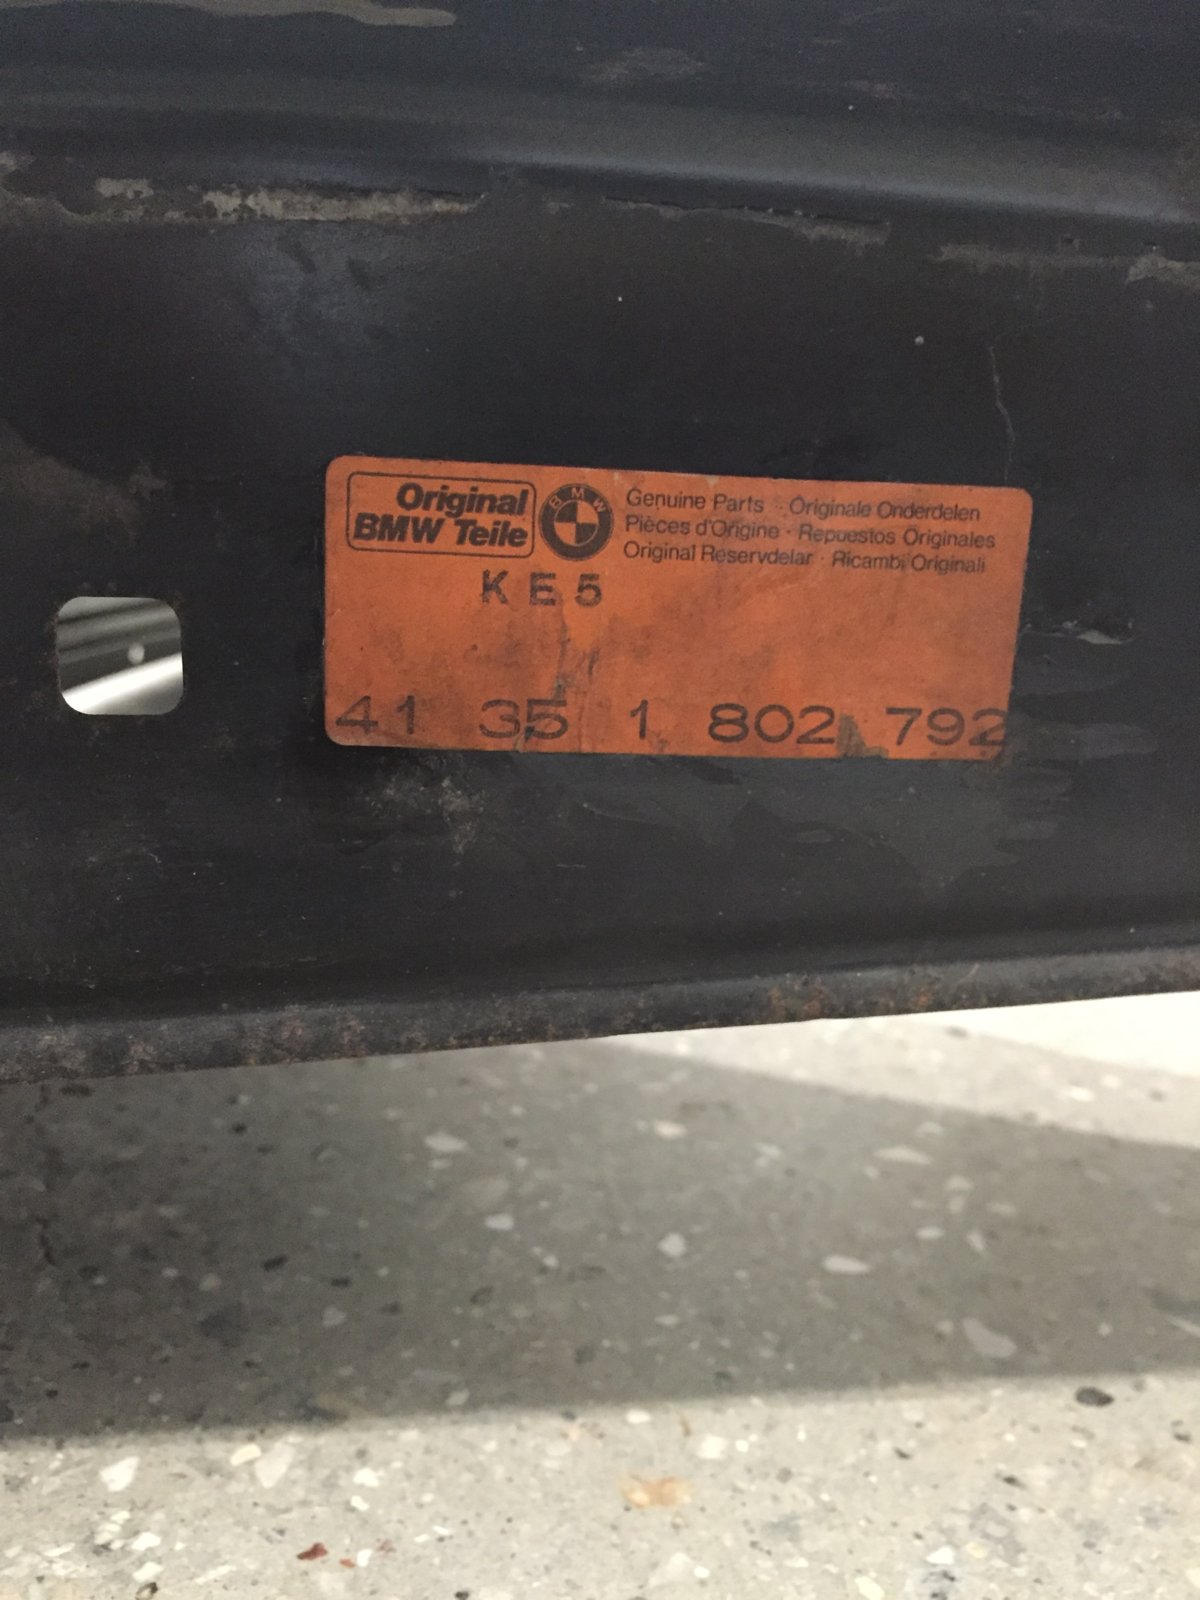 Original
BMW Teile
BMW
Genuine Parts · Originale Onderdelen
Pièces d'Origine · Repuestos Originales
Original Reservdelar · Ricambi Originali
K E 5
41 35 1 802 792